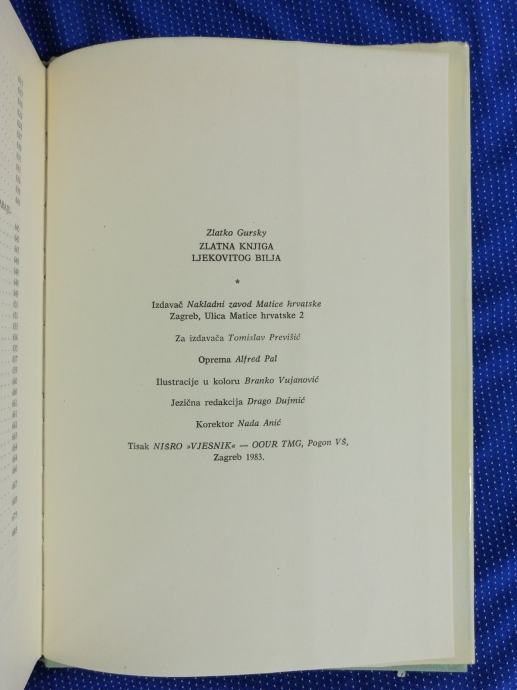 Zlatko Gursky
ZLATNA KNJIGA
LJEKOVITOG BILJA
*
Izdavač Nakladni zavod Matice hrvatske
Zagreb, Ulica Matice hrvatske 2
Za izdavača Tomislav Previšić
Oprema Alfred Pal
Ilustracije u koloru Branko Vujanović
Jezična redakcija Drago Dujmić
Korektor Nada Anić
Tisak NIŠRO »VJESNIK« — OOUR TMG, Pogon VŠ,
Zagreb 1983.